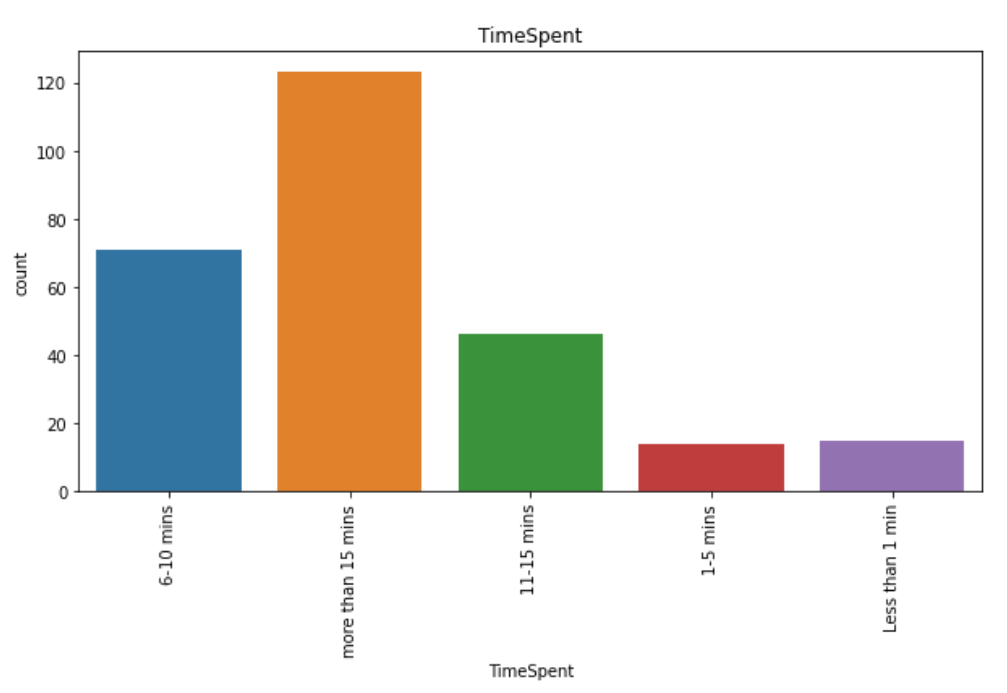 TimeSpent
120
100
80
60
40
20
0
count
6-10 mins
more than 15 mins
11-15 mins
1-5 mins
Less than 1 min
TimeSpent